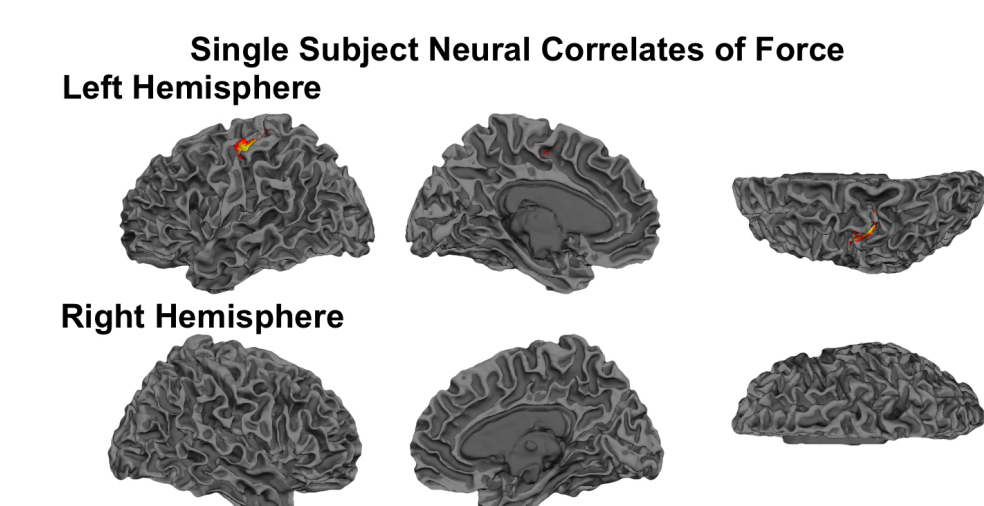 Single Subject Neural Correlates of Force
Left Hemisphere
Right Hemisphere